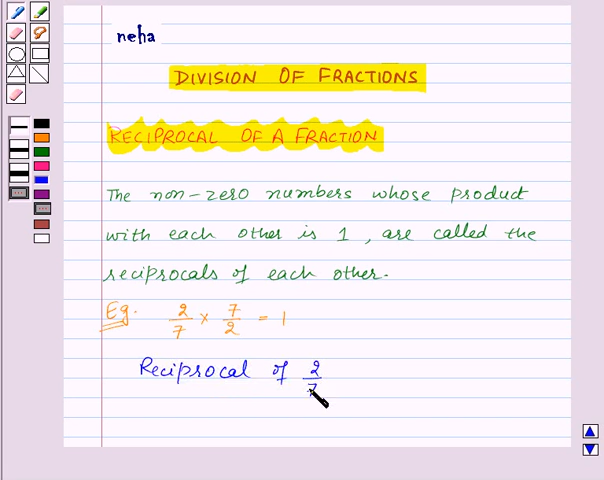 neha
DIVISION OF FRACTIONS
RECIPROCAL OF A FRACTION
The non-zero numbers whose product
with each other is 1, are called the
reciprocals of each other.
Eg. 2/7 × 7/2 = 1
Reciprocal of 2/7